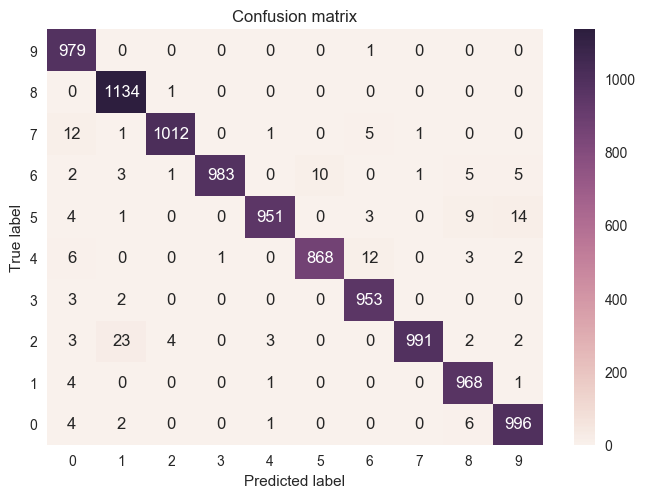 Confusion matrix
9 979 0 0 0 0 0 1 0 0 0
8 0 1134 1 0 0 0 0 0 0 0
7 12 1 1012 0 1 0 5 1 0 0
6 2 3 1 983 0 10 0 1 5 5
5 4 1 0 0 951 0 3 0 9 14
4 6 0 0 1 0 868 12 0 3 2
3 3 2 0 0 0 0 953 0 0 0
2 3 23 4 0 3 0 0 991 2 2
1 4 0 0 0 1 0 0 0 968 1
0 4 2 0 0 1 0 0 0 6 996
0 1 2 3 4 5 6 7 8 9
True label
Predicted label
1000
800
600
400
200
0